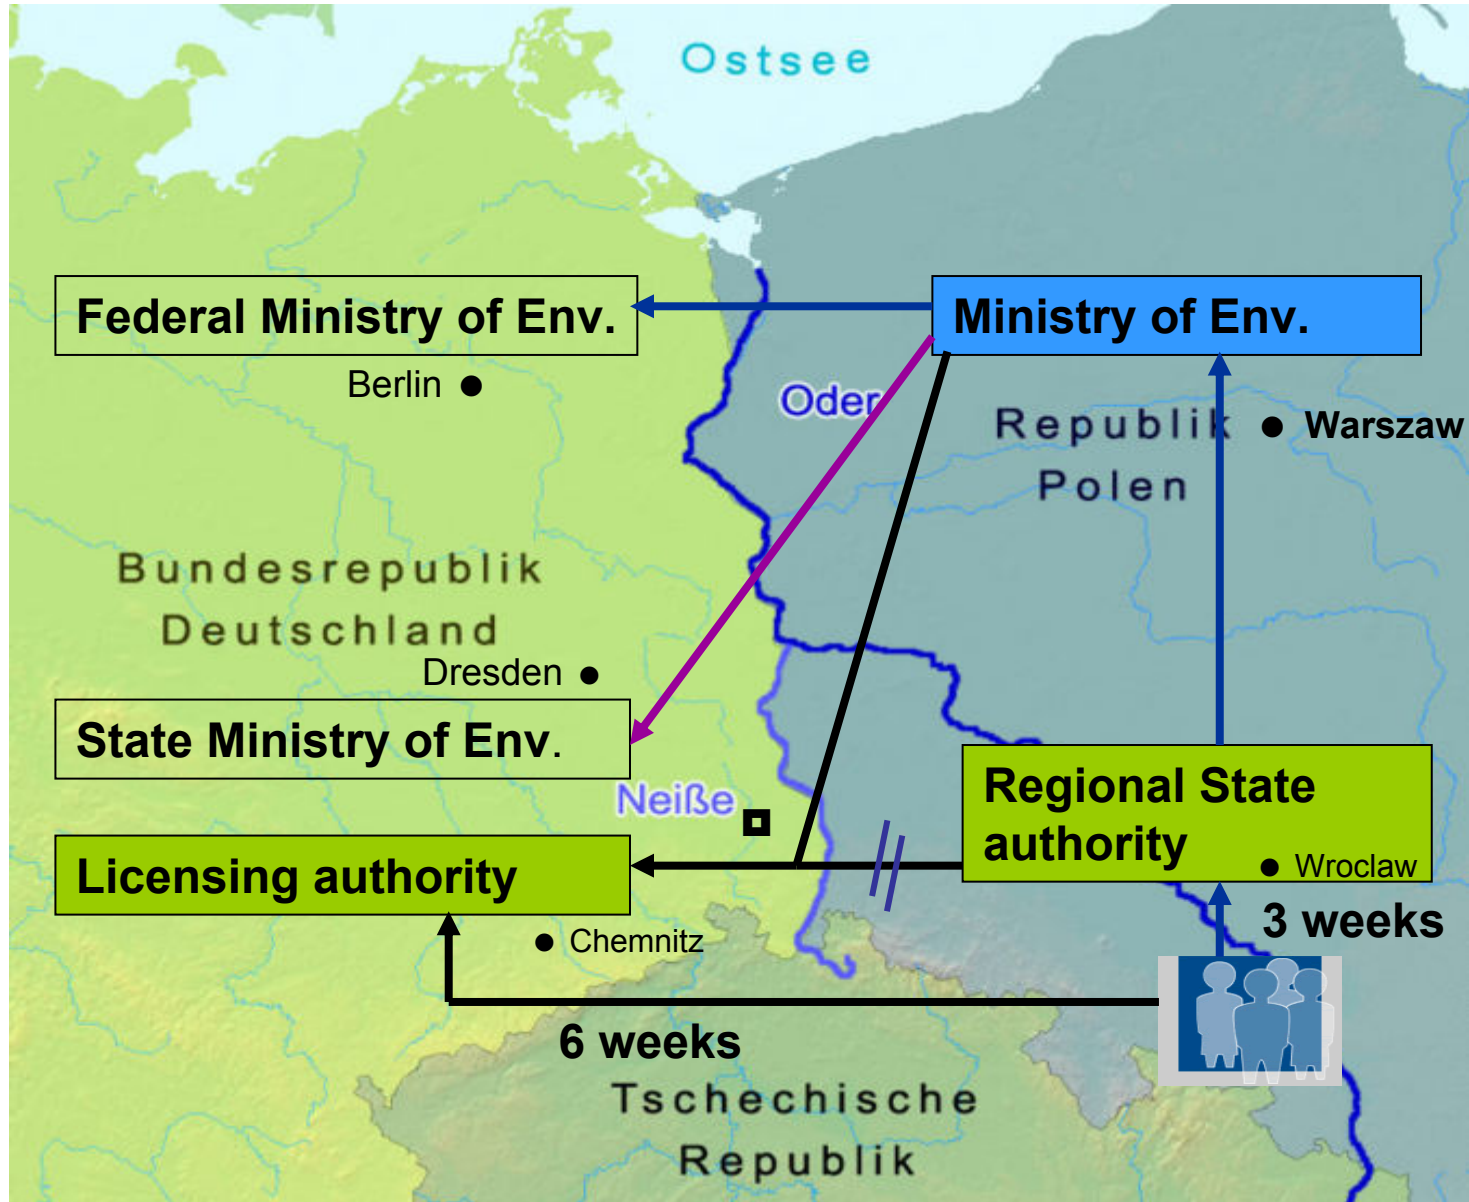 Ostsee
Federal Ministry of Env.
Ministry of Env.
Berlin
Oder
Republik
Polen
Warszaw
Bundesrepublik
Deutschland
Dresden
State Ministry of Env.
Regional State
authority
Neiße
Licensing authority
Wroclaw
3 weeks
Chemnitz
6 weeks
Tschechische
Republik